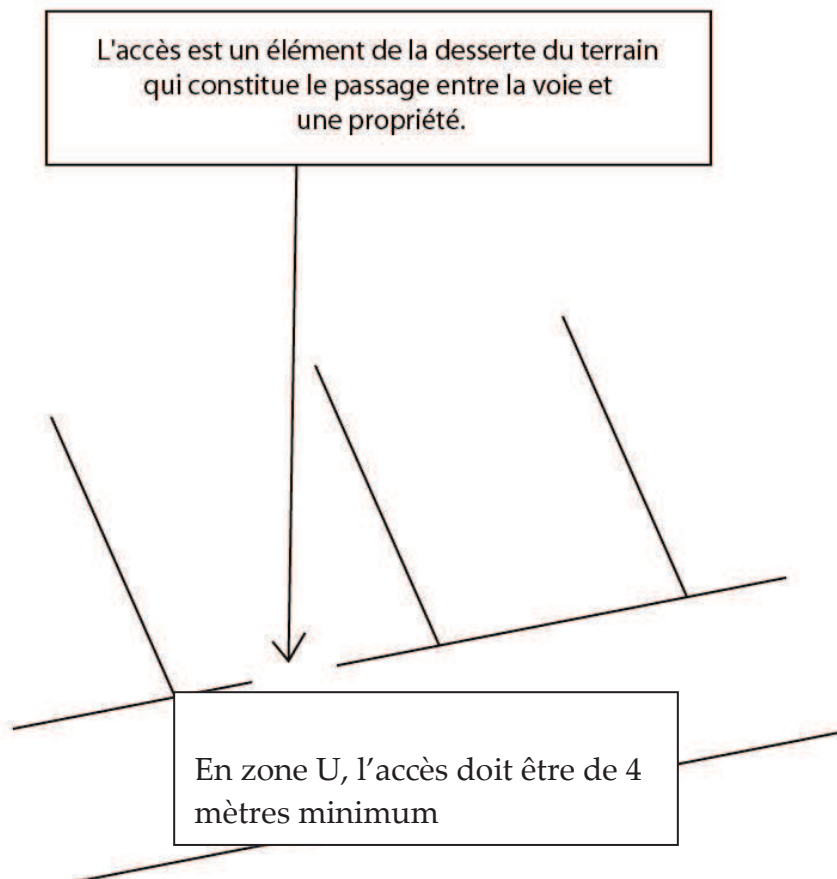 L'accès est un élément de la desserte du terrain
qui constitue le passage entre la voie et
une propriété.
En zone U, l’accès doit être de 4
mètres minimum